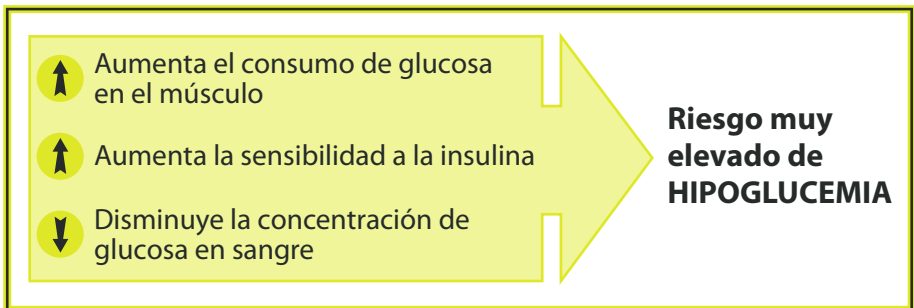 Aumenta el consumo de glucosa
en el músculo
Aumenta la sensibilidad a la insulina
Disminuye la concentración de
glucosa en sangre
Riesgo muy
elevado de
HIPOGLUCEMIA